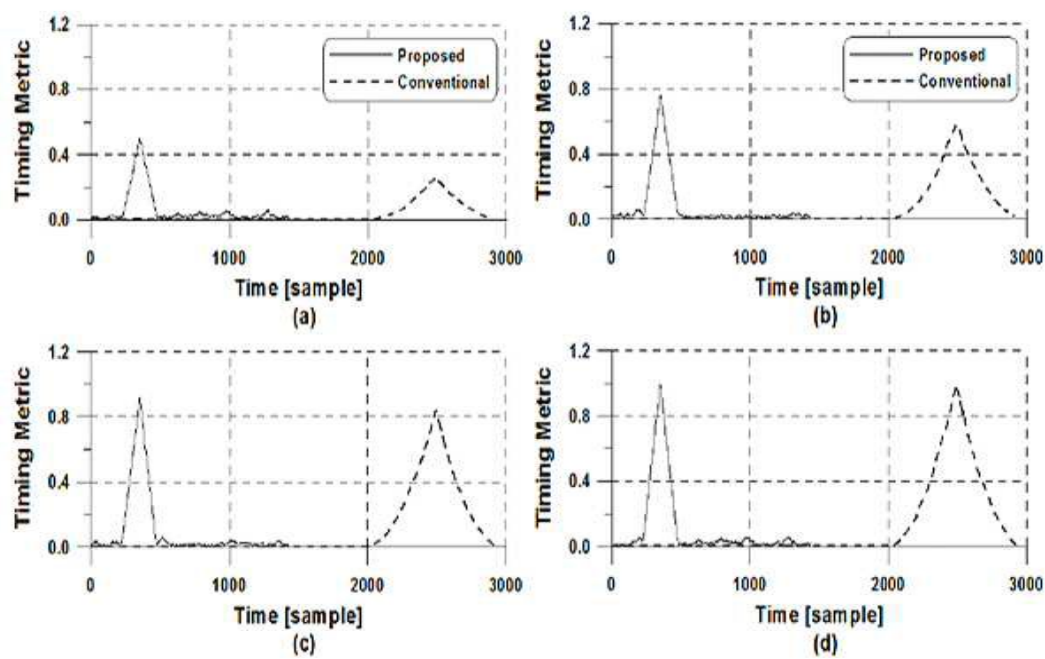 1.2
0.8
0.4
0.0
Timing Metric
Proposed
Conventional
0 1000 2000 3000
Time [sample]
(a)
1.2
0.8
0.4
0.0
Timing Metric
Proposed
Conventional
0 1000 2000 3000
Time [sample]
(b)
1.2
0.8
0.4
0.0
Timing Metric
0 1000 2000 3000
Time [sample]
(c)
1.2
0.8
0.4
0.0
Timing Metric
0 1000 2000 3000
Time [sample]
(d)